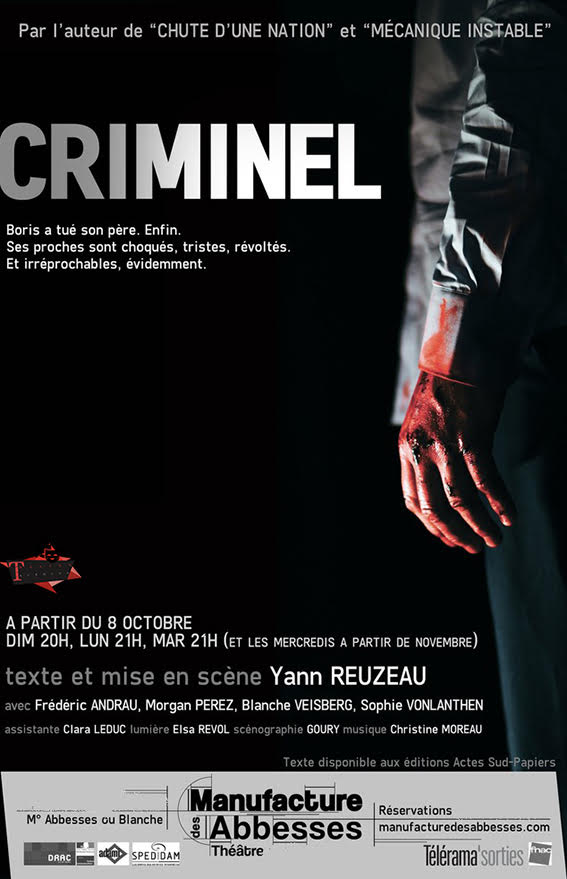 Par l'auteur de "CHUTE D'UNE NATION" et "MÉCANIQUE INSTABLE"
CRIMINEL
Boris a tué son père. Enfin.
Ses proches sont choqués, tristes, révoltés.
Et irréprochables, évidemment.
T
A PARTIR DU 8 OCTOBRE
DIM 20H, LUN 21H, MAR 21H (ET LES MERCREDIS A PARTIR DE NOVEMBRE)
texte et mise en scène Yann REUZEAU
avec Frédéric ANDRAU, Morgan PEREZ, Blanche VEISBERG, Sophie VONLANTHEN
assistante Clara LEDUC lumière Elsa REVOL scénographie GOURY musique Christine MOREAU
Texte disponible aux éditions Actes Sud-Papiers
M° Abbesses ou Blanche
Manufacture
des Abbesses
Théâtre
Réservations
manufacturedesabbesses.com
DRAC
adami
SPEDIDAM
Télérama'sorties
fnac